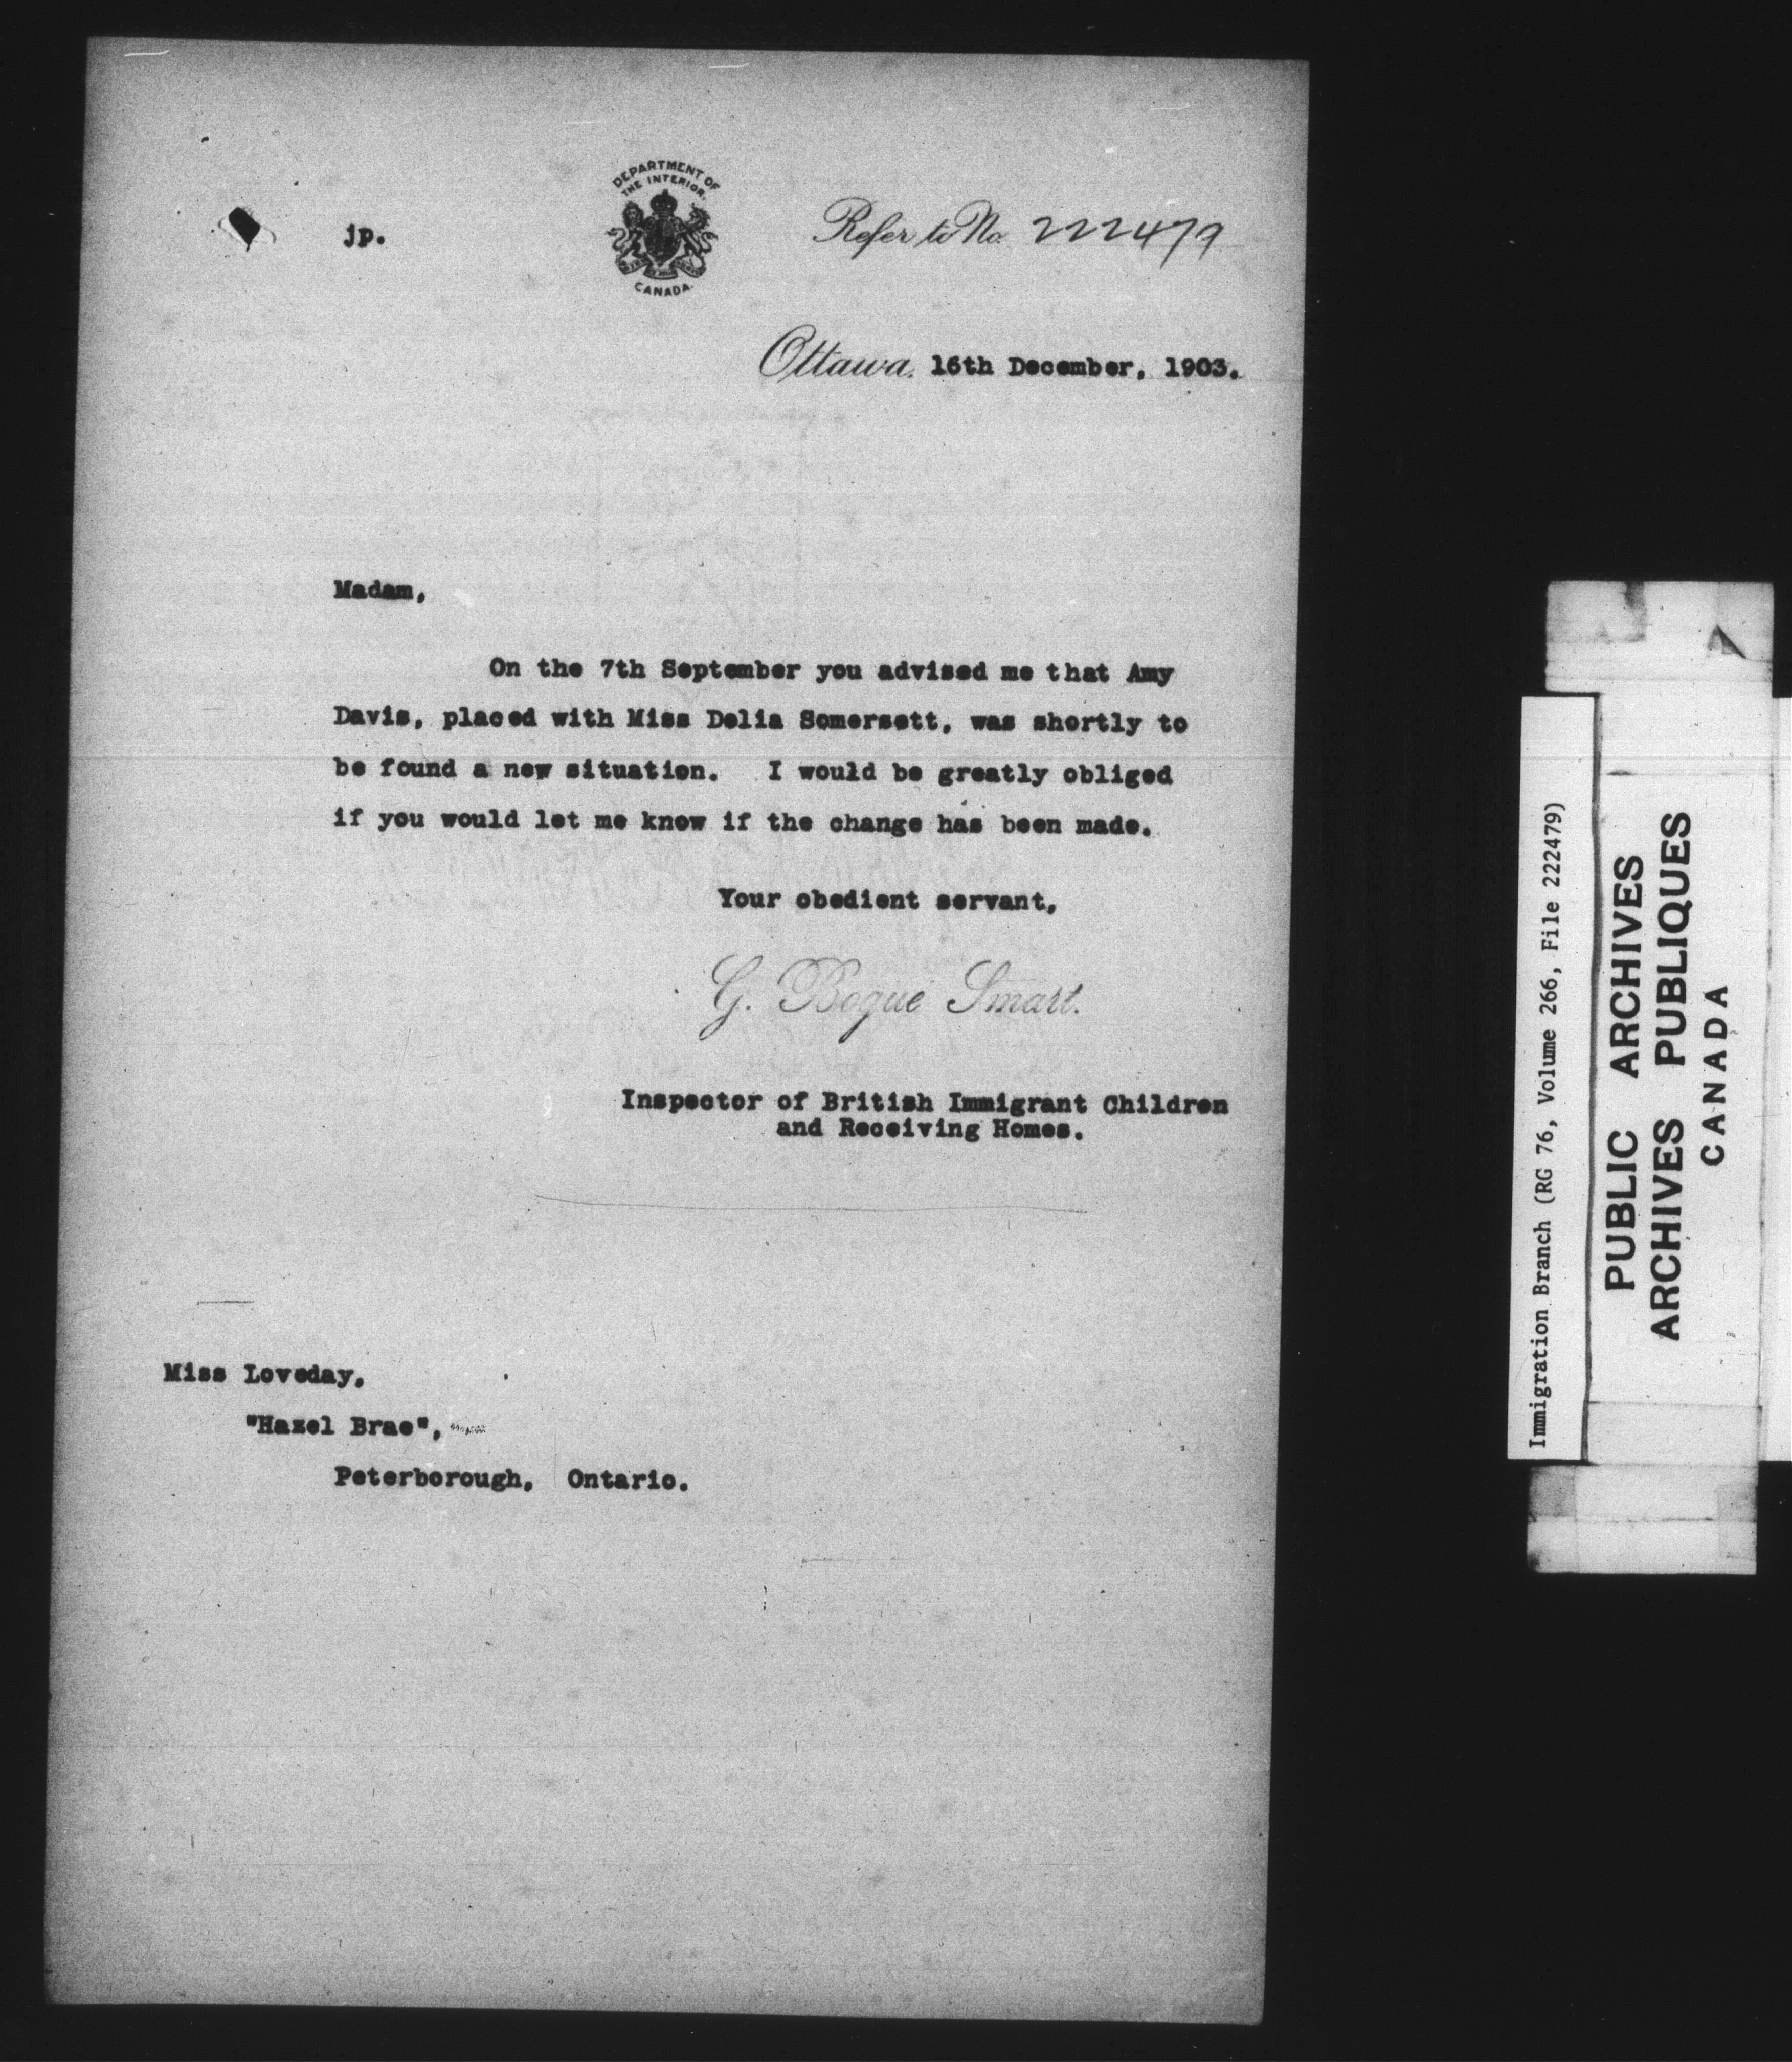 jp.
DEPARTMENT OF
THE INTERIOR.
CANADA.
Refer to No. 222479
Ottawa, 16th December, 1903.
Madam,
On the 7th September you advised me that Amy
Davis, placed with Miss Delia Somersett, was shortly to
be found a new situation. I would be greatly obliged
if you would let me know if the change has been made.
Your obedient servant,
G. Bogue Smart.
Inspector of British Immigrant Children
and Receiving Homes.
Miss Loveday,
"Hazel Brae",
Peterborough, Ontario.
Immigration Branch (RG 76, Volume 266, File 222479)
PUBLIC ARCHIVES
ARCHIVES PUBLIQUES
CANADA